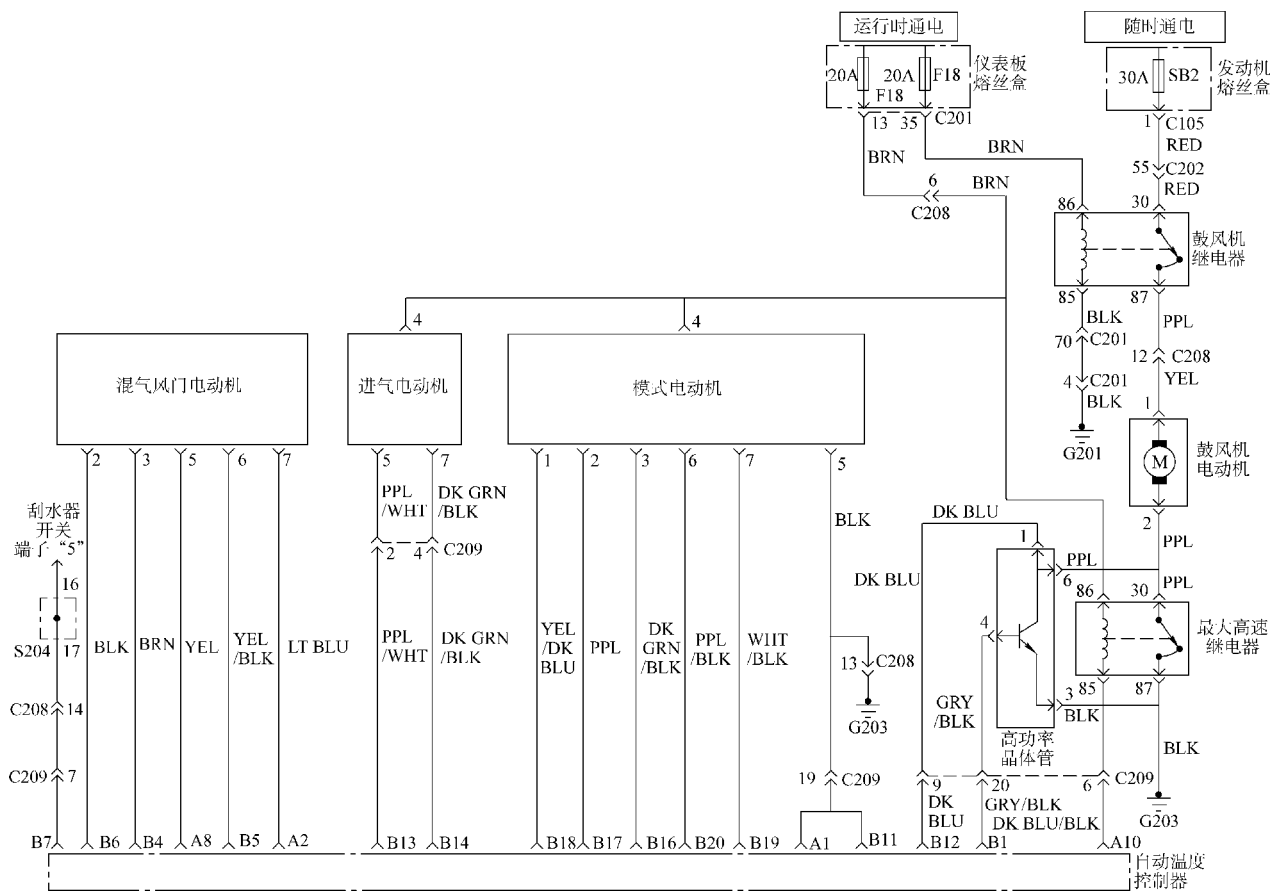 运行时通电
随时通电
20A
F18
20A
F18
仪表板
熔丝盒
30A
SB2
发动机
熔丝盒
13
35
C201
1
C105
RED
BRN
BRN
55
C202
RED
6
BRN
C208
86
30
鼓风机
继电器
85
87
BLK
PPL
70
C201
12
C208
4
C201
YEL
BLK
G201
1
M
鼓风机
电动机
2
4
4
混气风门电动机
进气电动机
模式电动机
2
3
5
6
7
5
7
1
2
3
6
7
5
PPL
/WHT
DK GRN
/BLK
2
4
C209
刮水器
开关
端子“5”
16
S204
17
C208
14
C209
7
BLK
BRN
YEL
YEL
/BLK
LT BLU
PPL
/WHT
DK GRN
/BLK
YEL
/DK
BLU
PPL
DK
GRN
/BLK
PPL
/BLK
WHT
/BLK
BLK
13
C208
G203
19
C209
DK BLU
DK BLU
1
PPL
6
PPL
PPL
4
86
30
最大高速
继电器
85
87
3
BLK
GRY
/BLK
高功率
晶体管
BLK
9
20
6
C209
DK
BLU
GRY/BLK
DK BLU/BLK
G203
B7
B6
B4
A8
B5
A2
B13
B14
B18
B17
B16
B20
B19
A1
B11
B12
B1
A10
自动温度
控制器